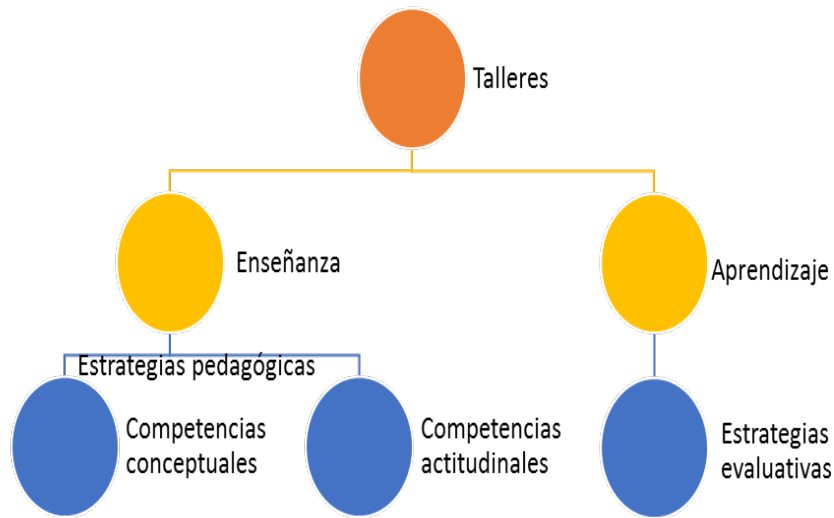 Talleres
Enseñanza
Aprendizaje
Estrategias pedagógicas
Competencias
conceptuales
Competencias
actitudinales
Estrategias
evaluativas